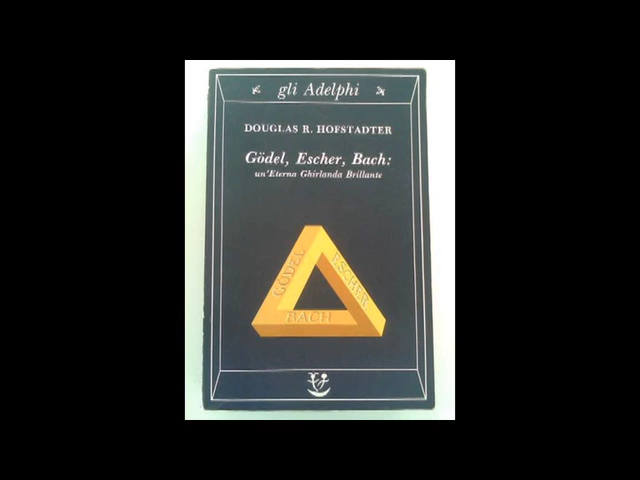 gli Adelphi
DOUGLAS R. HOFSTADTER
Gödel, Escher, Bach:
un'Eterna Ghirlanda Brillante
GÖDEL
ESCHER
BACH